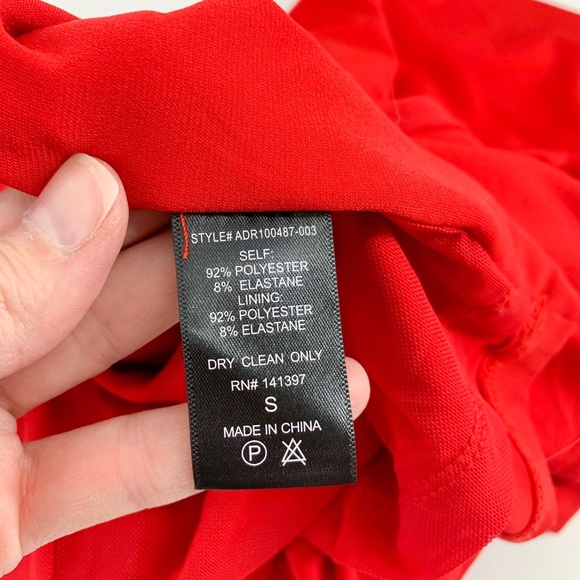 STYLE# ADR100487-003
SELF:
92% POLYESTER
8% ELASTANE
LINING:
92% POLYESTER
8% ELASTANE
DRY CLEAN ONLY
RN# 141397
S
MADE IN CHINA
P